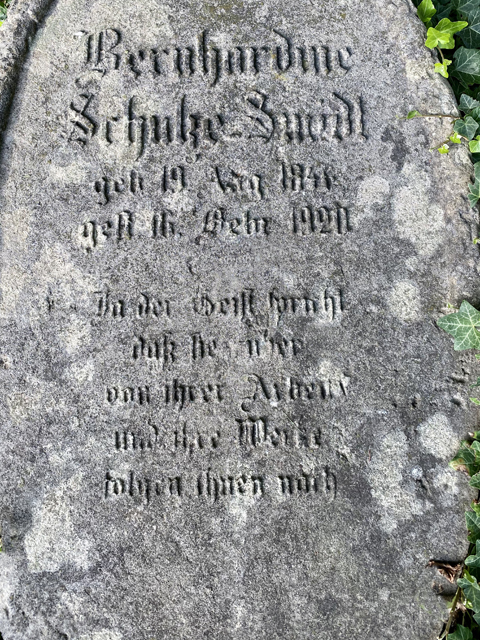 Bernhardine
Schulze-Smidt
geb 19 Aug 1846
gest 16. Febr 1920
Ja der Geist spricht
daß sie ruhen
von ihrer Arbeit
und ihre Werke
folgen ihnen nach